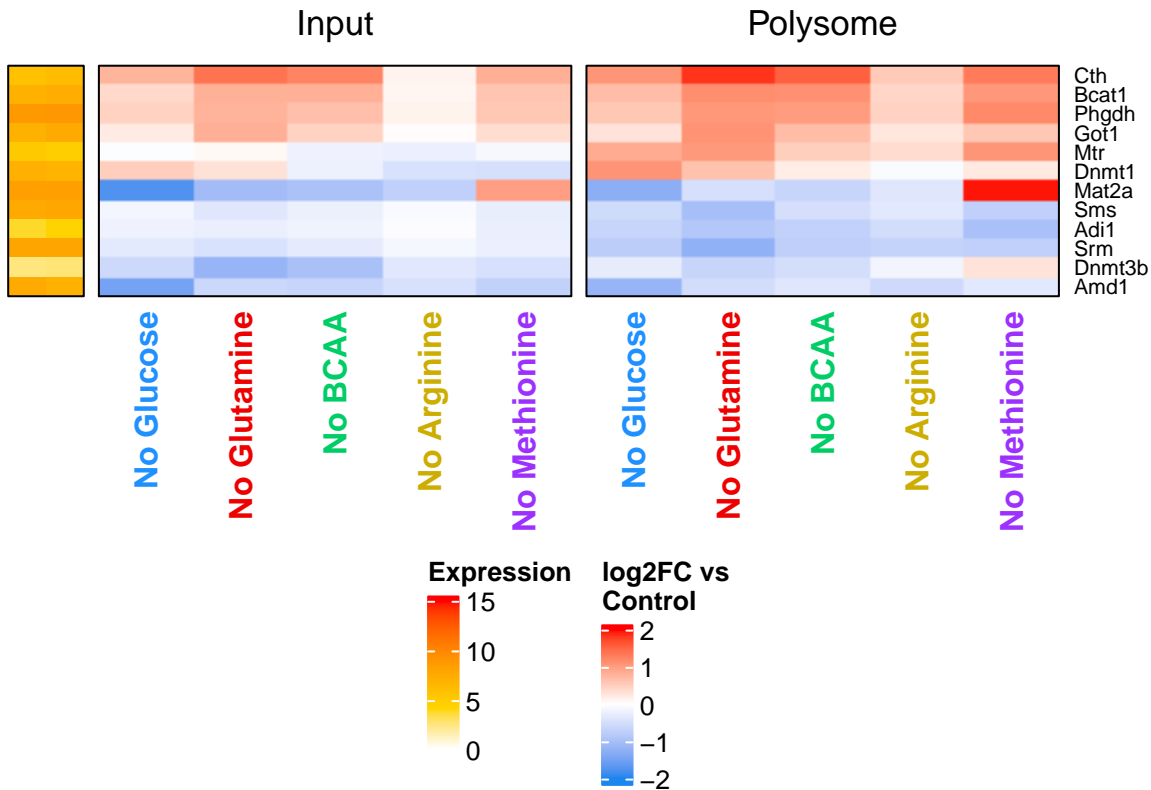 Input
Polysome
Cth
Bcat1
Phgdh
Got1
Mtr
Dnmt1
Mat2a
Sms
Adi1
Srm
Dnmt3b
Amd1
No Glucose
No Glutamine
No BCAA
No Arginine
No Methionine
No Glucose
No Glutamine
No BCAA
No Arginine
No Methionine
Expression
15
10
5
0
log2FC vs
Control
2
1
0
−1
−2